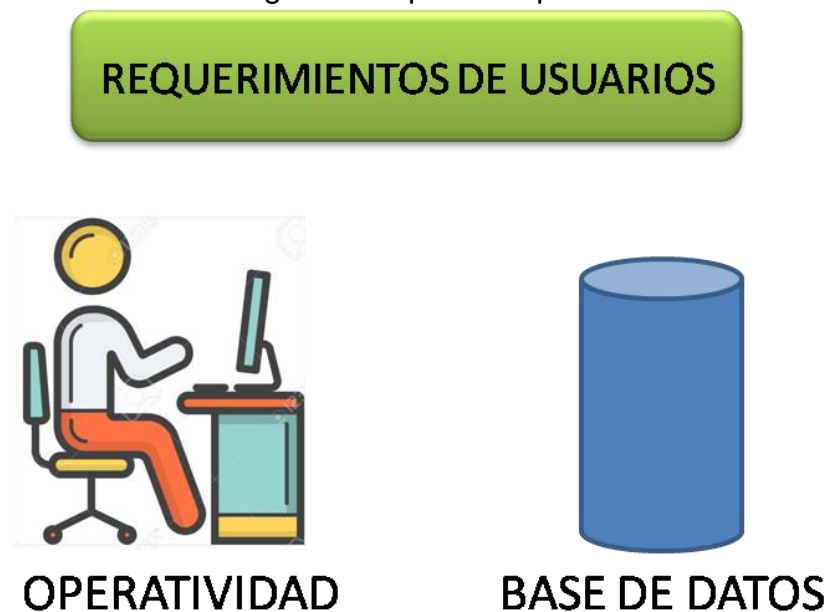 REQUERIMIENTOS DE USUARIOS
OPERATIVIDAD
BASE DE DATOS